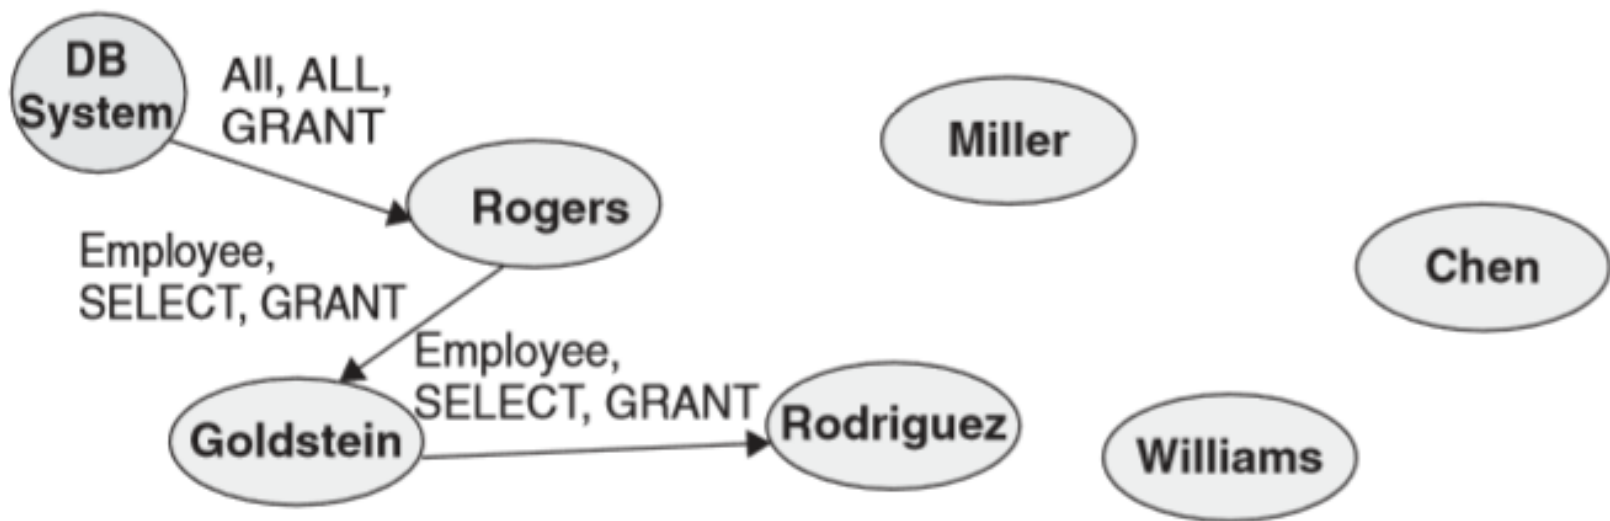 DB
System
All, ALL,
GRANT
Miller
Rogers
Employee,
SELECT, GRANT
Chen
Employee,
SELECT, GRANT
Goldstein
Rodriguez
Williams